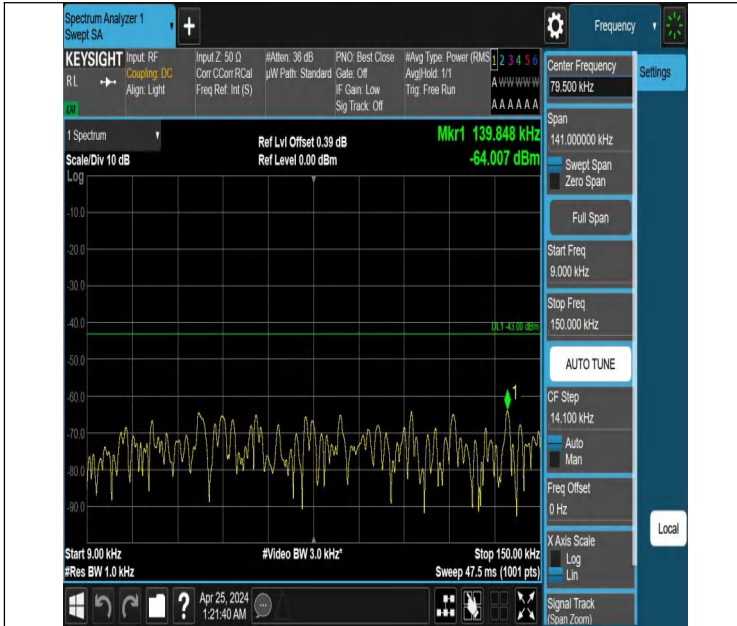 Spectrum Analyzer 1
Swept SA
+
Frequency
KEYSIGHT
RL
Input: RF
Coupling: DC
Align: Light
Input Z: 50 Ω
Corr CCorr RCal
Freq Ref: Int (S)
#Atten: 36 dB
µW Path: Standard
PNO: Best Close
Gate: Off
IF Gain: Low
Sig Track: Off
#Avg Type: Power (RMS
Avg|Hold: 1/1
Trig: Free Run
1 2 3 4 5 6
A W W W W W
A A A A A A
1 Spectrum
Scale/Div 10 dB
Ref Lvl Offset 0.39 dB
Ref Level 0.00 dBm
Mkr1 139.848 kHz
-64.007 dBm
Log
-10.0
-20.0
-30.0
-40.0
-50.0
-60.0
-70.0
-80.0
-90.0
DL1 -43.00 dBm
1
Start 9.00 kHz
#Res BW 1.0 kHz
#Video BW 3.0 kHz*
Stop 150.00 kHz
Sweep 47.5 ms (1001 pts)
?
Apr 25, 2024
1:21:40 AM
Center Frequency
79.500 kHz
Settings
Span
141.000000 kHz
Swept Span
Zero Span
Full Span
Start Freq
9.000 kHz
Stop Freq
150.000 kHz
AUTO TUNE
CF Step
14.100 kHz
Auto
Man
Freq Offset
0 Hz
X Axis Scale
Log
Lin
Local
Signal Track
(Span Zoom)